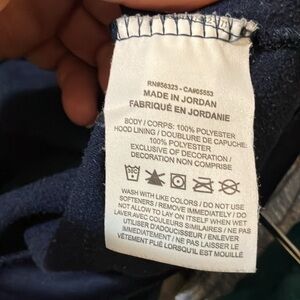 RN#56323 - CA#05553
MADE IN JORDAN
FABRIQUÉ EN JORDANIE
BODY / CORPS: 100% POLYESTER
HOOD LINING / DOUBLURE DE CAPUCHE:
100% POLYESTER
EXCLUSIVE OF DECORATION /
DECORATION NON COMPRISE
WASH WITH LIKE COLORS / DO NOT USE
SOFTENERS / REMOVE IMMEDIATELY / DO
NOT ALLOW TO LAY ON ITSELF WHEN WET
LAVER AVEC COULEURS SIMILAIRES / NE PAS
UTILISER D'ADOUCISSEUR / ENLEVER
IMMÉDIATEMENT / NE PAS LAISSER LE
VÊTEMENT PLIÉ LORSQU'IL EST MOUILLÉ